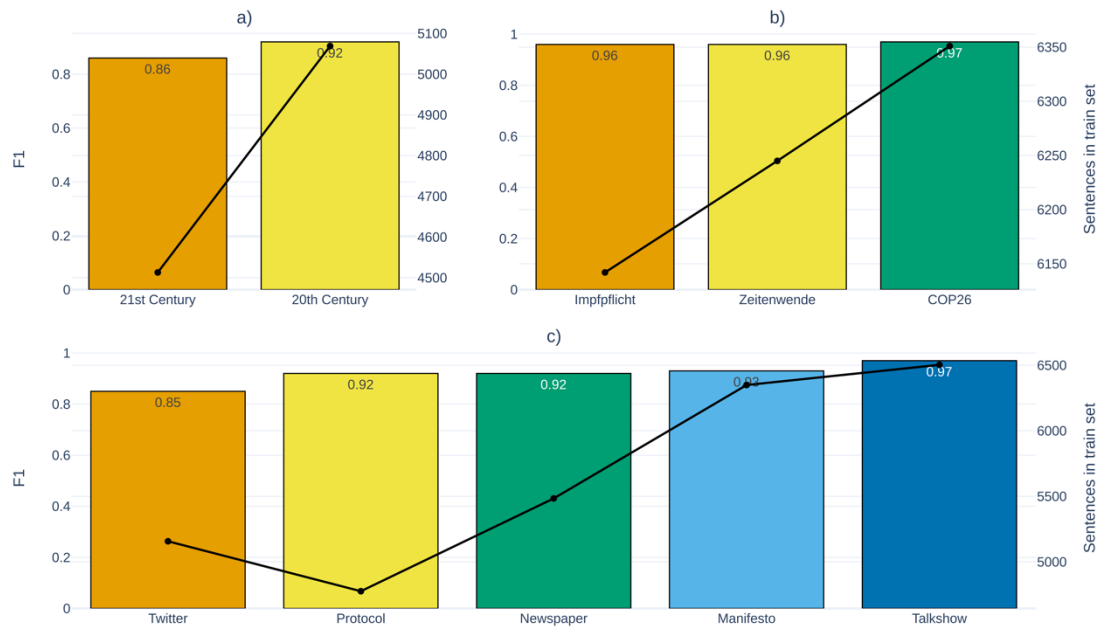 a)
b)
F1
0.8
0.6
0.4
0.2
0
0.86
0.92
5100
5000
4900
4800
4700
4600
4500
21st Century
20th Century
1
0.8
0.6
0.4
0.2
0
0.96
0.96
0.97
6350
6300
6250
6200
6150
Sentences in train set
Impfpflicht
Zeitenwende
COP26
c)
F1
1
0.8
0.6
0.4
0.2
0
0.85
0.92
0.92
0.93
0.97
6500
6000
5500
5000
Sentences in train set
Twitter
Protocol
Newspaper
Manifesto
Talkshow